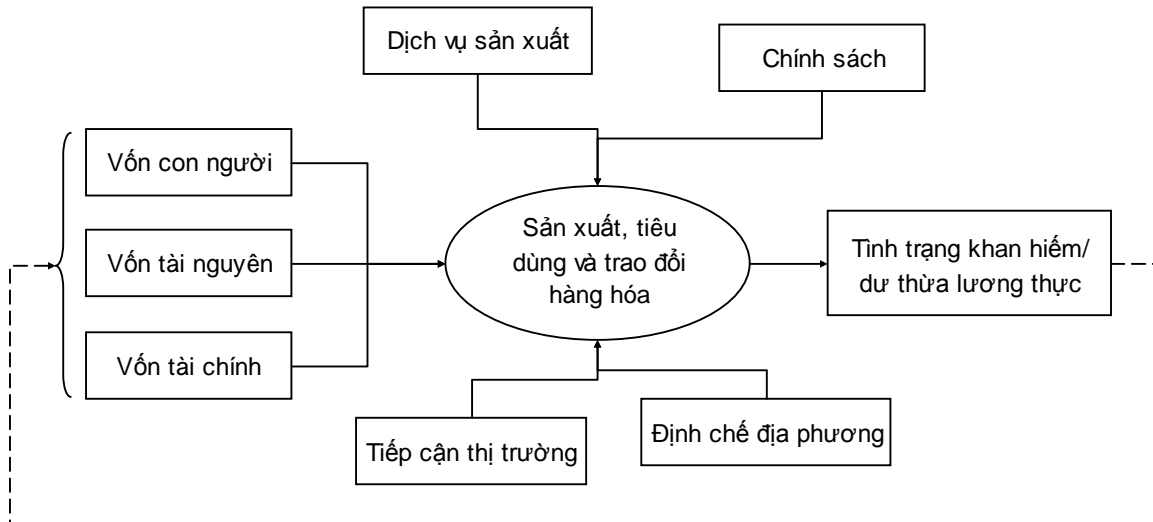 Dịch vụ sản xuất
Chính sách
Vốn con người
Vốn tài nguyên
Vốn tài chính
Sản xuất, tiêu
dùng và trao đổi
hàng hóa
Tình trạng khan hiếm/
dư thừa lương thực
Tiếp cận thị trường
Định chế địa phương